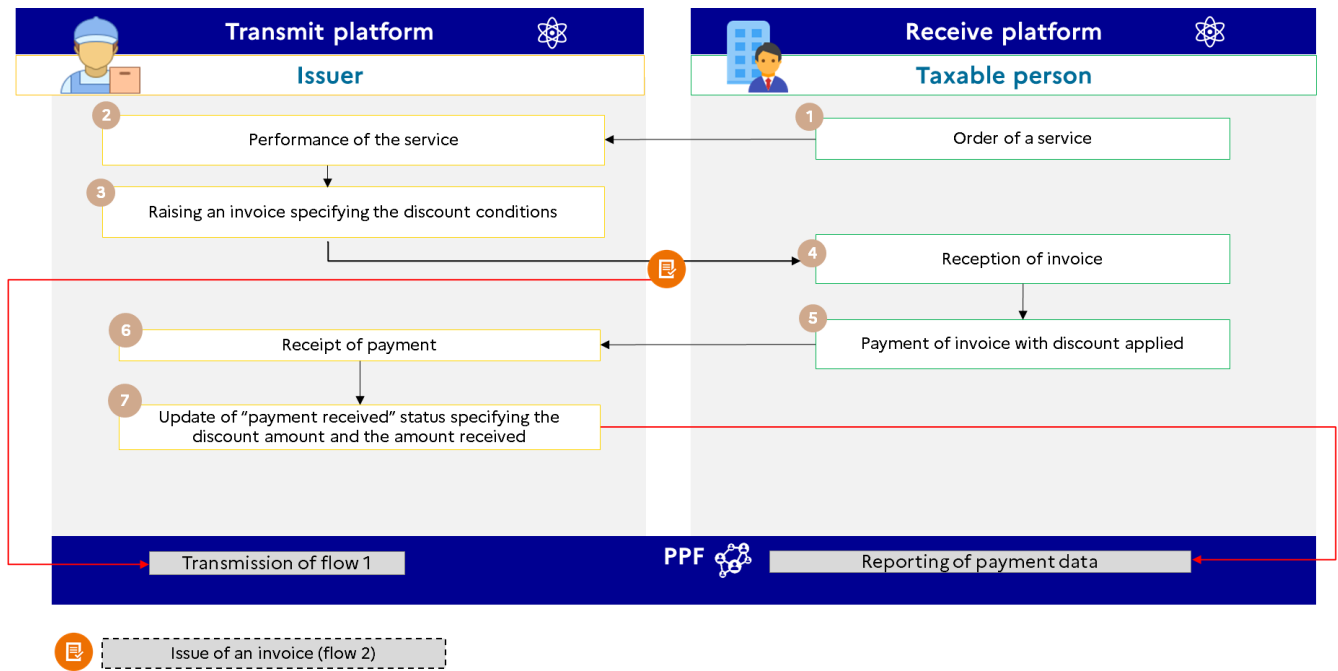 Transmit platform
Receive platform
Issuer
Taxable person
2
Performance of the service
1
Order of a service
3
Raising an invoice specifying the discount conditions
4
Reception of invoice
5
Payment of invoice with discount applied
6
Receipt of payment
7
Update of “payment received” status specifying the
discount amount and the amount received
Transmission of flow 1
PPF
Reporting of payment data
Issue of an invoice (flow 2)